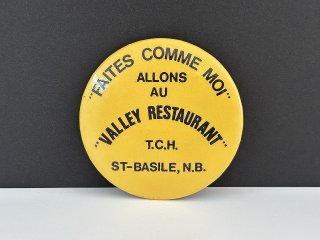 "FAITES COMME MOI"
ALLONS
AU
"VALLEY RESTAURANT"
T.C.H.
ST-BASILE, N.B.